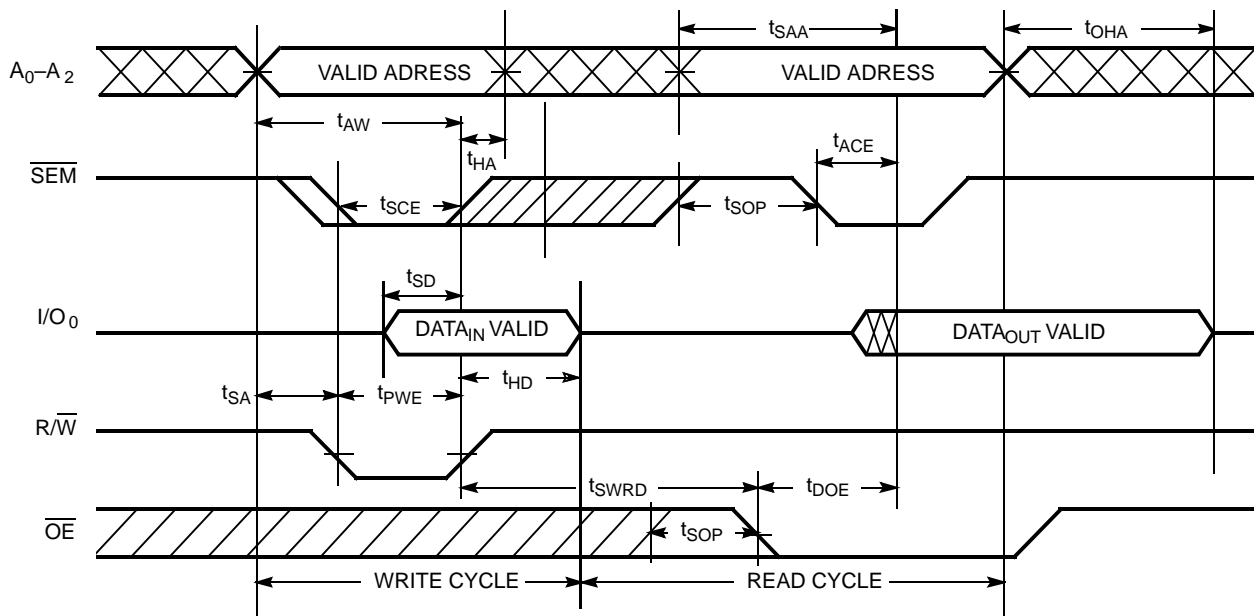 tSAA
tOHA
A0–A2
VALID ADRESS
VALID ADRESS
tAW
tHA
tACE
SEM
tSCE
tSOP
tSD
I/O0
DATAIN VALID
DATAOUT VALID
tSA
tPWE
tHD
R/W
tSWRD
tDOE
OE
tSOP
WRITE CYCLE
READ CYCLE